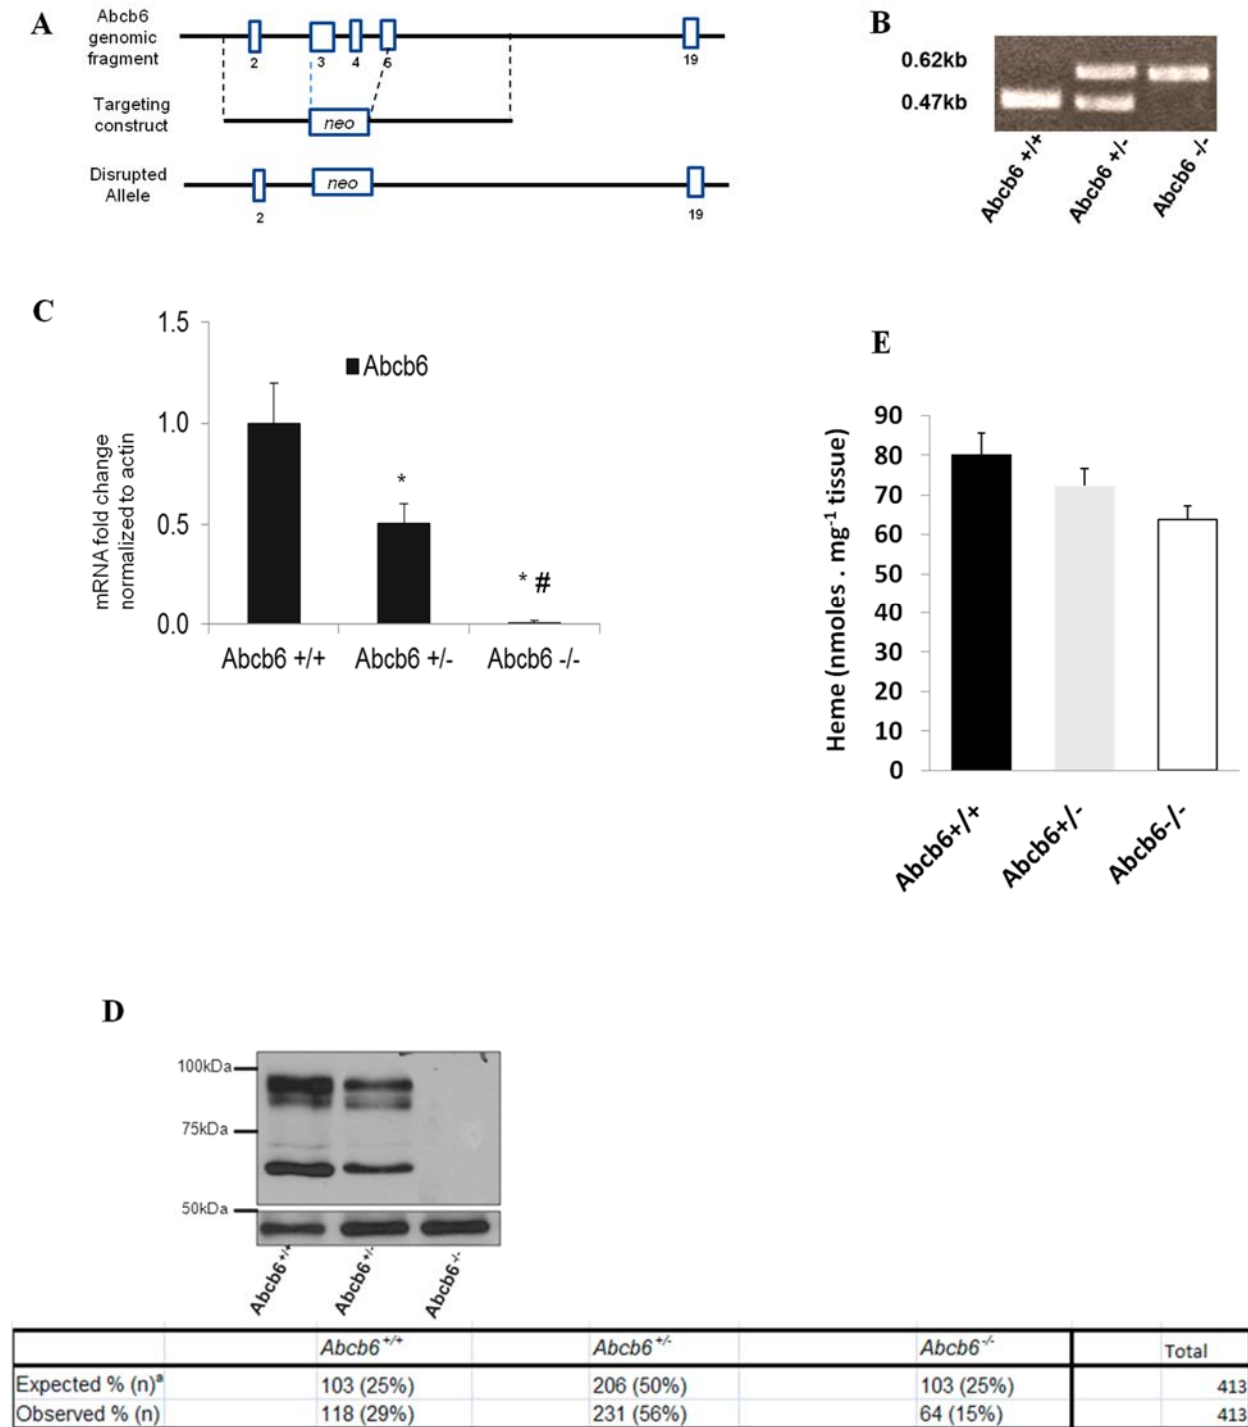 A
Abcb6
genomic
fragment
2
3
4
5
19
Targeting
construct
neo
Disrupted
Allele
neo
2
19
B
0.62kb
0.47kb
Abcb6 +/+
Abcb6 +/-
Abcb6 -/-
C
1.5
1.0
0.5
0.0
mRNA fold change
normalized to actin
Abcb6
*
* #
Abcb6 +/+
Abcb6 +/-
Abcb6 -/-
E
90
80
70
60
50
40
30
20
10
0
Heme (nmoles . mg⁻¹ tissue)
Abcb6+/+
Abcb6+/-
Abcb6-/-
D
100kDa
75kDa
50kDa
Abcb6+/+
Abcb6+/-
Abcb6-/-
Abcb6+/+ Abcb6+/- Abcb6-/- Total
Expected % (n)ª 103 (25%) 206 (50%) 103 (25%) 413
Observed % (n) 118 (29%) 231 (56%) 64 (15%) 413